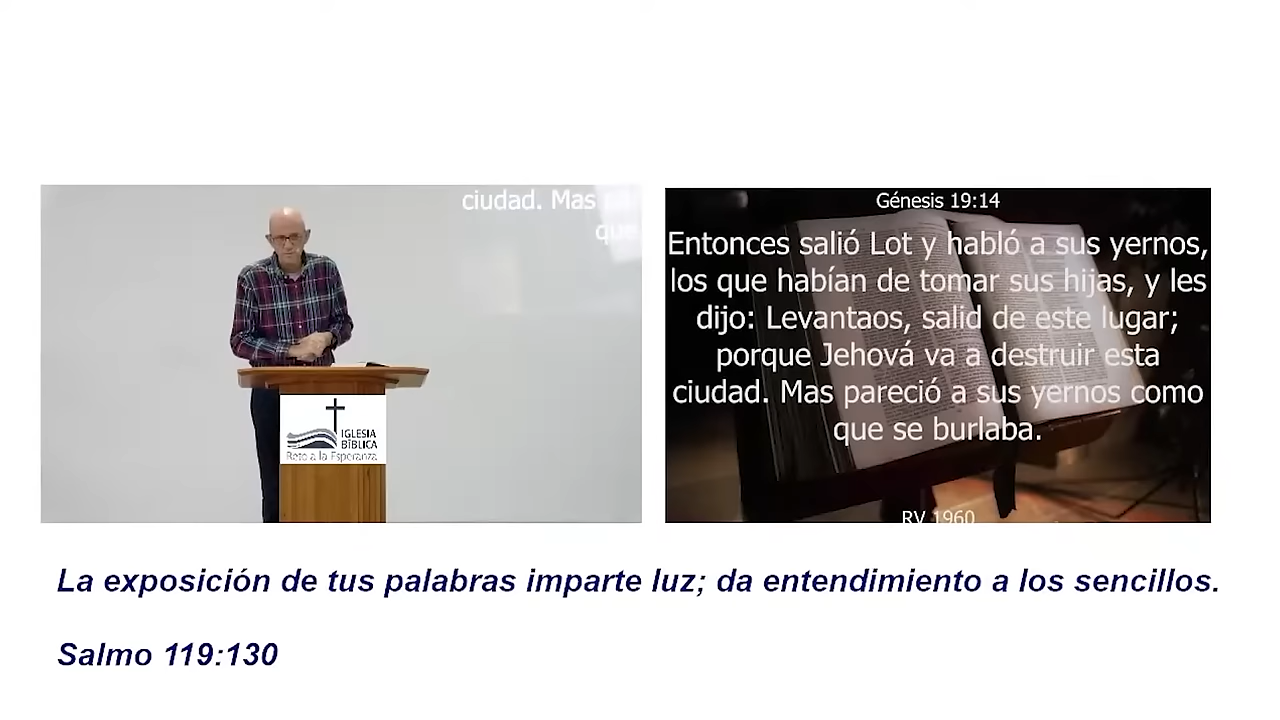 ciudad. Mas pa
que
IGLESIA
BÍBLICA
Reto a la Esperanza
Génesis 19:14
Entonces salió Lot y habló a sus yernos,
los que habían de tomar sus hijas, y les
dijo: Levantaos, salid de este lugar;
porque Jehová va a destruir esta
ciudad. Mas pareció a sus yernos como
que se burlaba.
RV 1960
La exposición de tus palabras imparte luz; da entendimiento a los sencillos.
Salmo 119:130